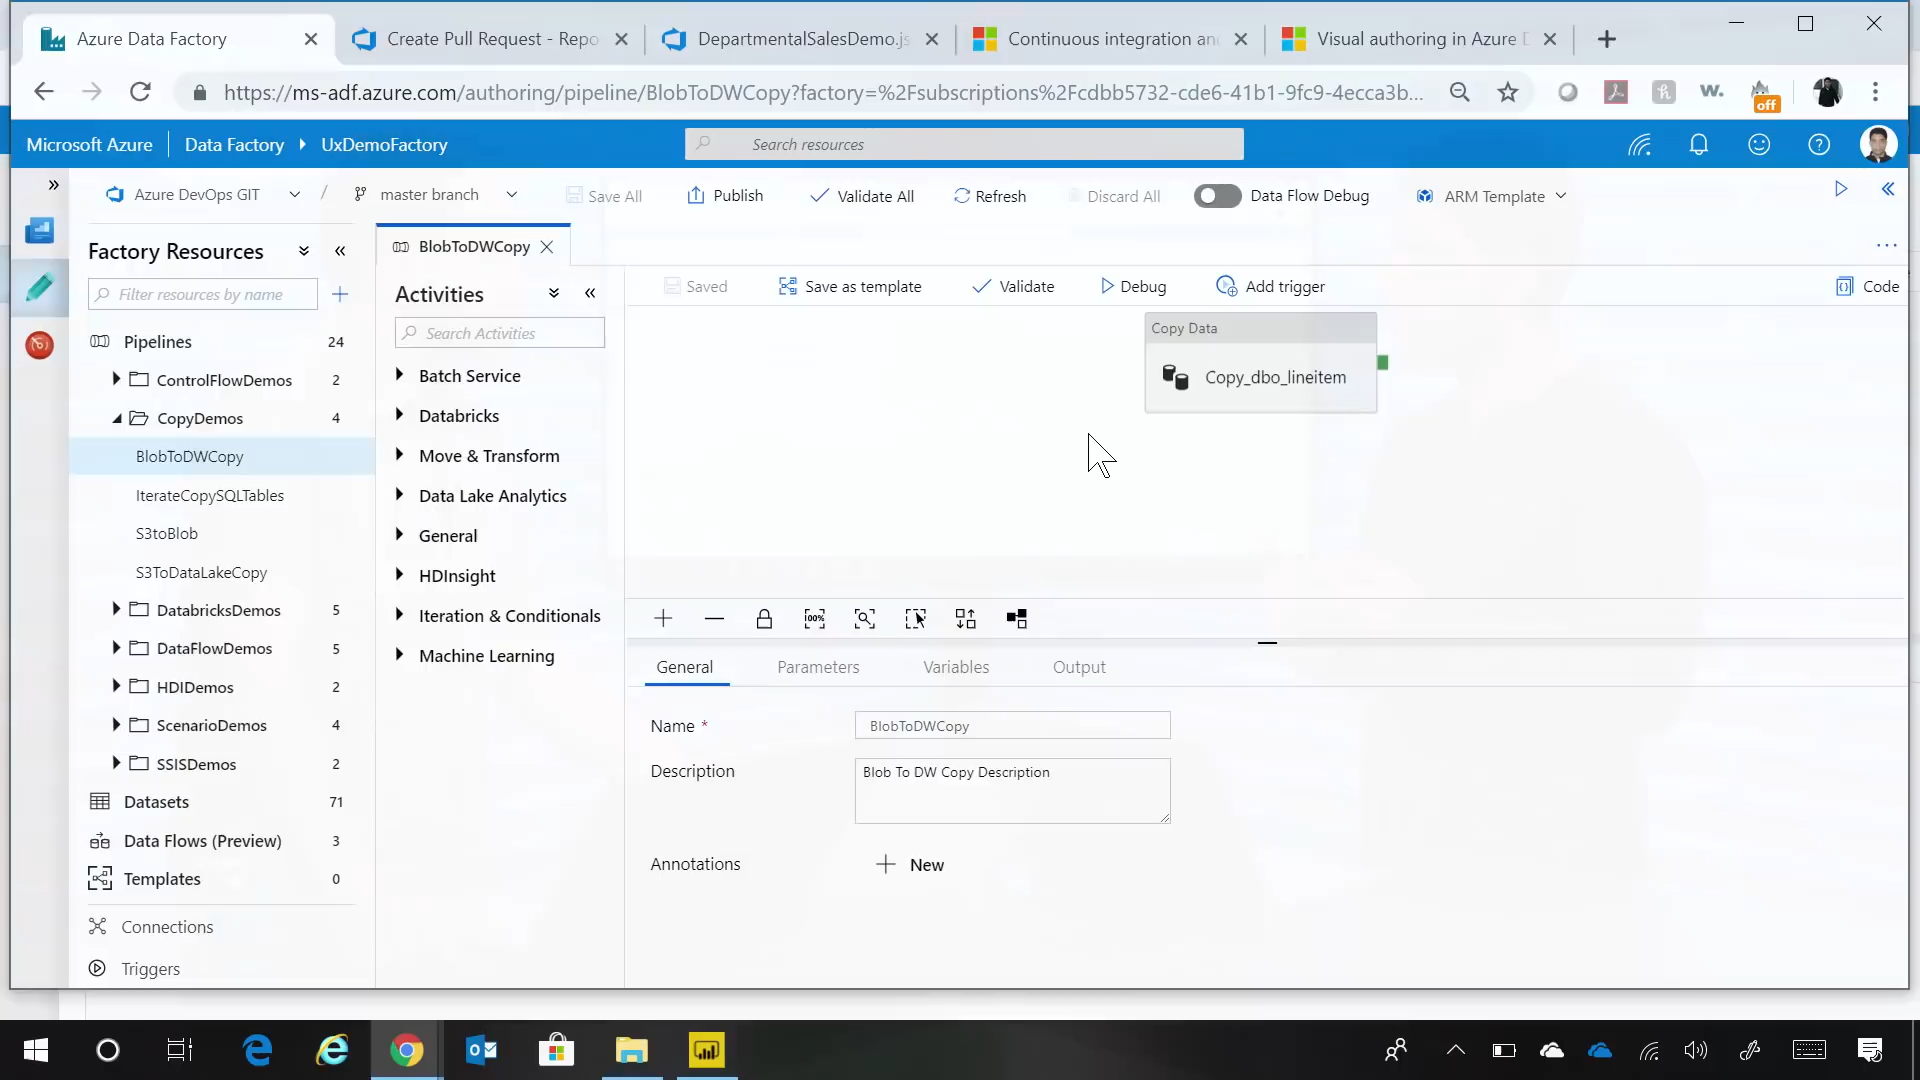 Azure Data Factory
Create Pull Request - Repo
DepartmentalSalesDemo.js
Continuous integration an
Visual authoring in Azure D
https://ms-adf.azure.com/authoring/pipeline/BlobToDWCopy?factory=%2Fsubscriptions%2Fcdbb5732-cde6-41b1-9fc9-4ecca3b...
off
Microsoft Azure
Data Factory
UxDemoFactory
Search resources
Azure DevOps GIT
/
master branch
Save All
Publish
Validate All
Refresh
Discard All
Data Flow Debug
ARM Template
Factory Resources
Filter resources by name
Pipelines 24
ControlFlowDemos 2
CopyDemos 4
BlobToDWCopy
IterateCopySQLTables
S3toBlob
S3ToDataLakeCopy
DatabricksDemos 5
DataFlowDemos 5
HDIDemos 2
ScenarioDemos 4
SSISDemos 2
Datasets 71
Data Flows (Preview) 3
Templates 0
Connections
Triggers
BlobToDWCopy
Activities
Search Activities
Batch Service
Databricks
Move & Transform
Data Lake Analytics
General
HDInsight
Iteration & Conditionals
Machine Learning
Saved
Save as template
Validate
Debug
Add trigger
Code
Copy Data
Copy_dbo_lineitem
100%
General
Parameters
Variables
Output
Name *
BlobToDWCopy
Description
Blob To DW Copy Description
Annotations
New